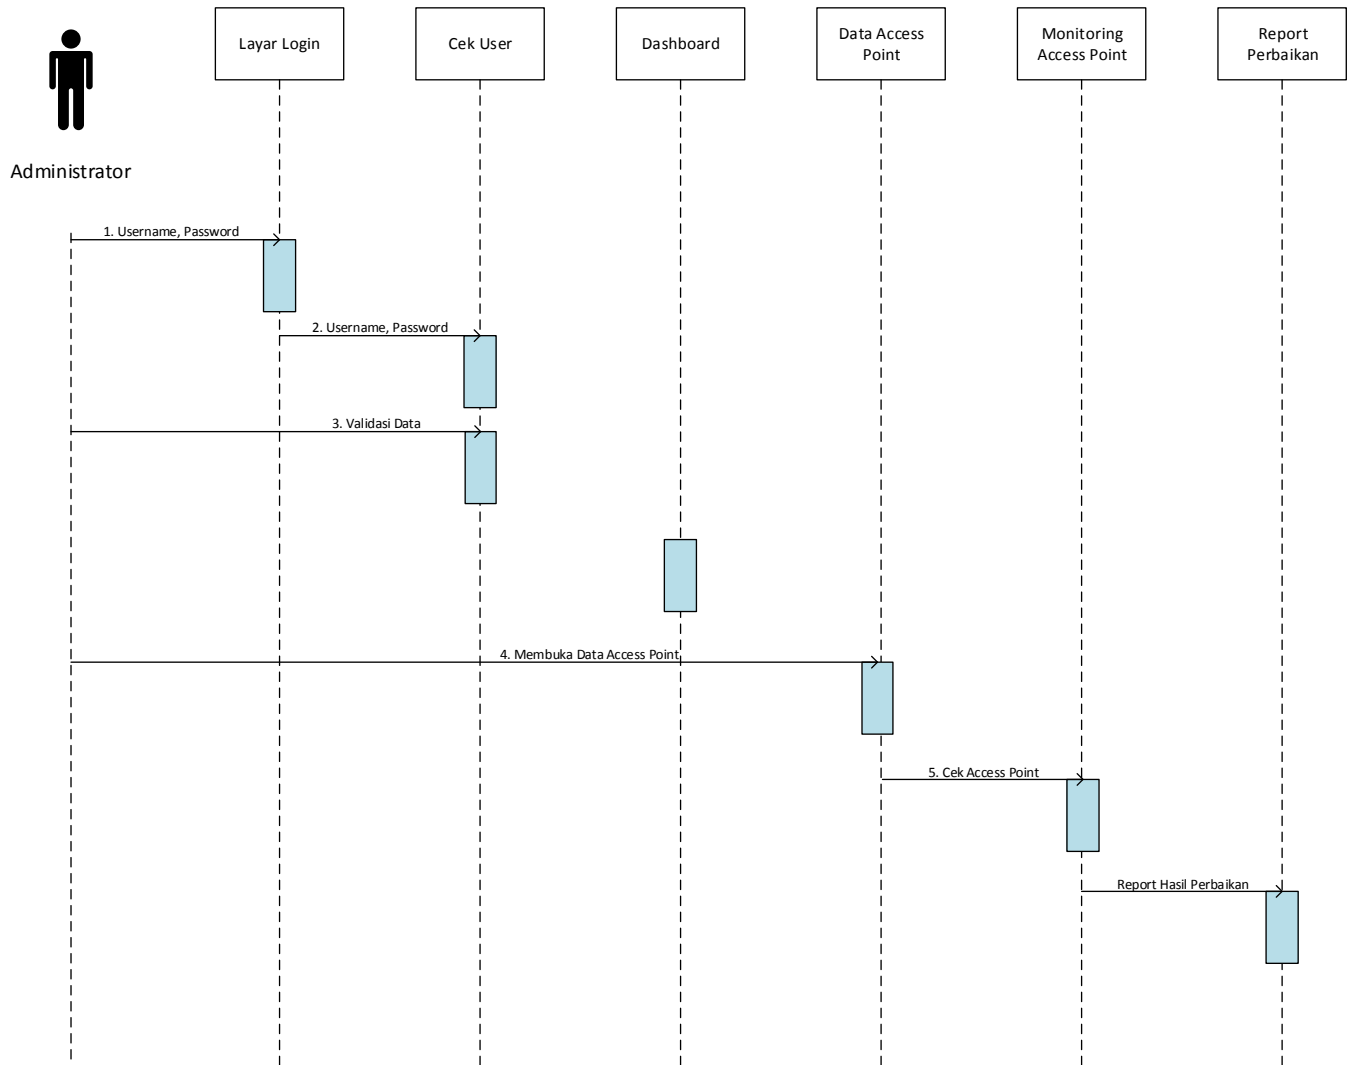 Layar Login
Cek User
Dashboard
Data Access
Point
Monitoring
Access Point
Report
Perbaikan
Administrator
1. Username, Password
2. Username, Password
3. Validasi Data
4. Membuka Data Access Point
5. Cek Access Point
Report Hasil Perbaikan